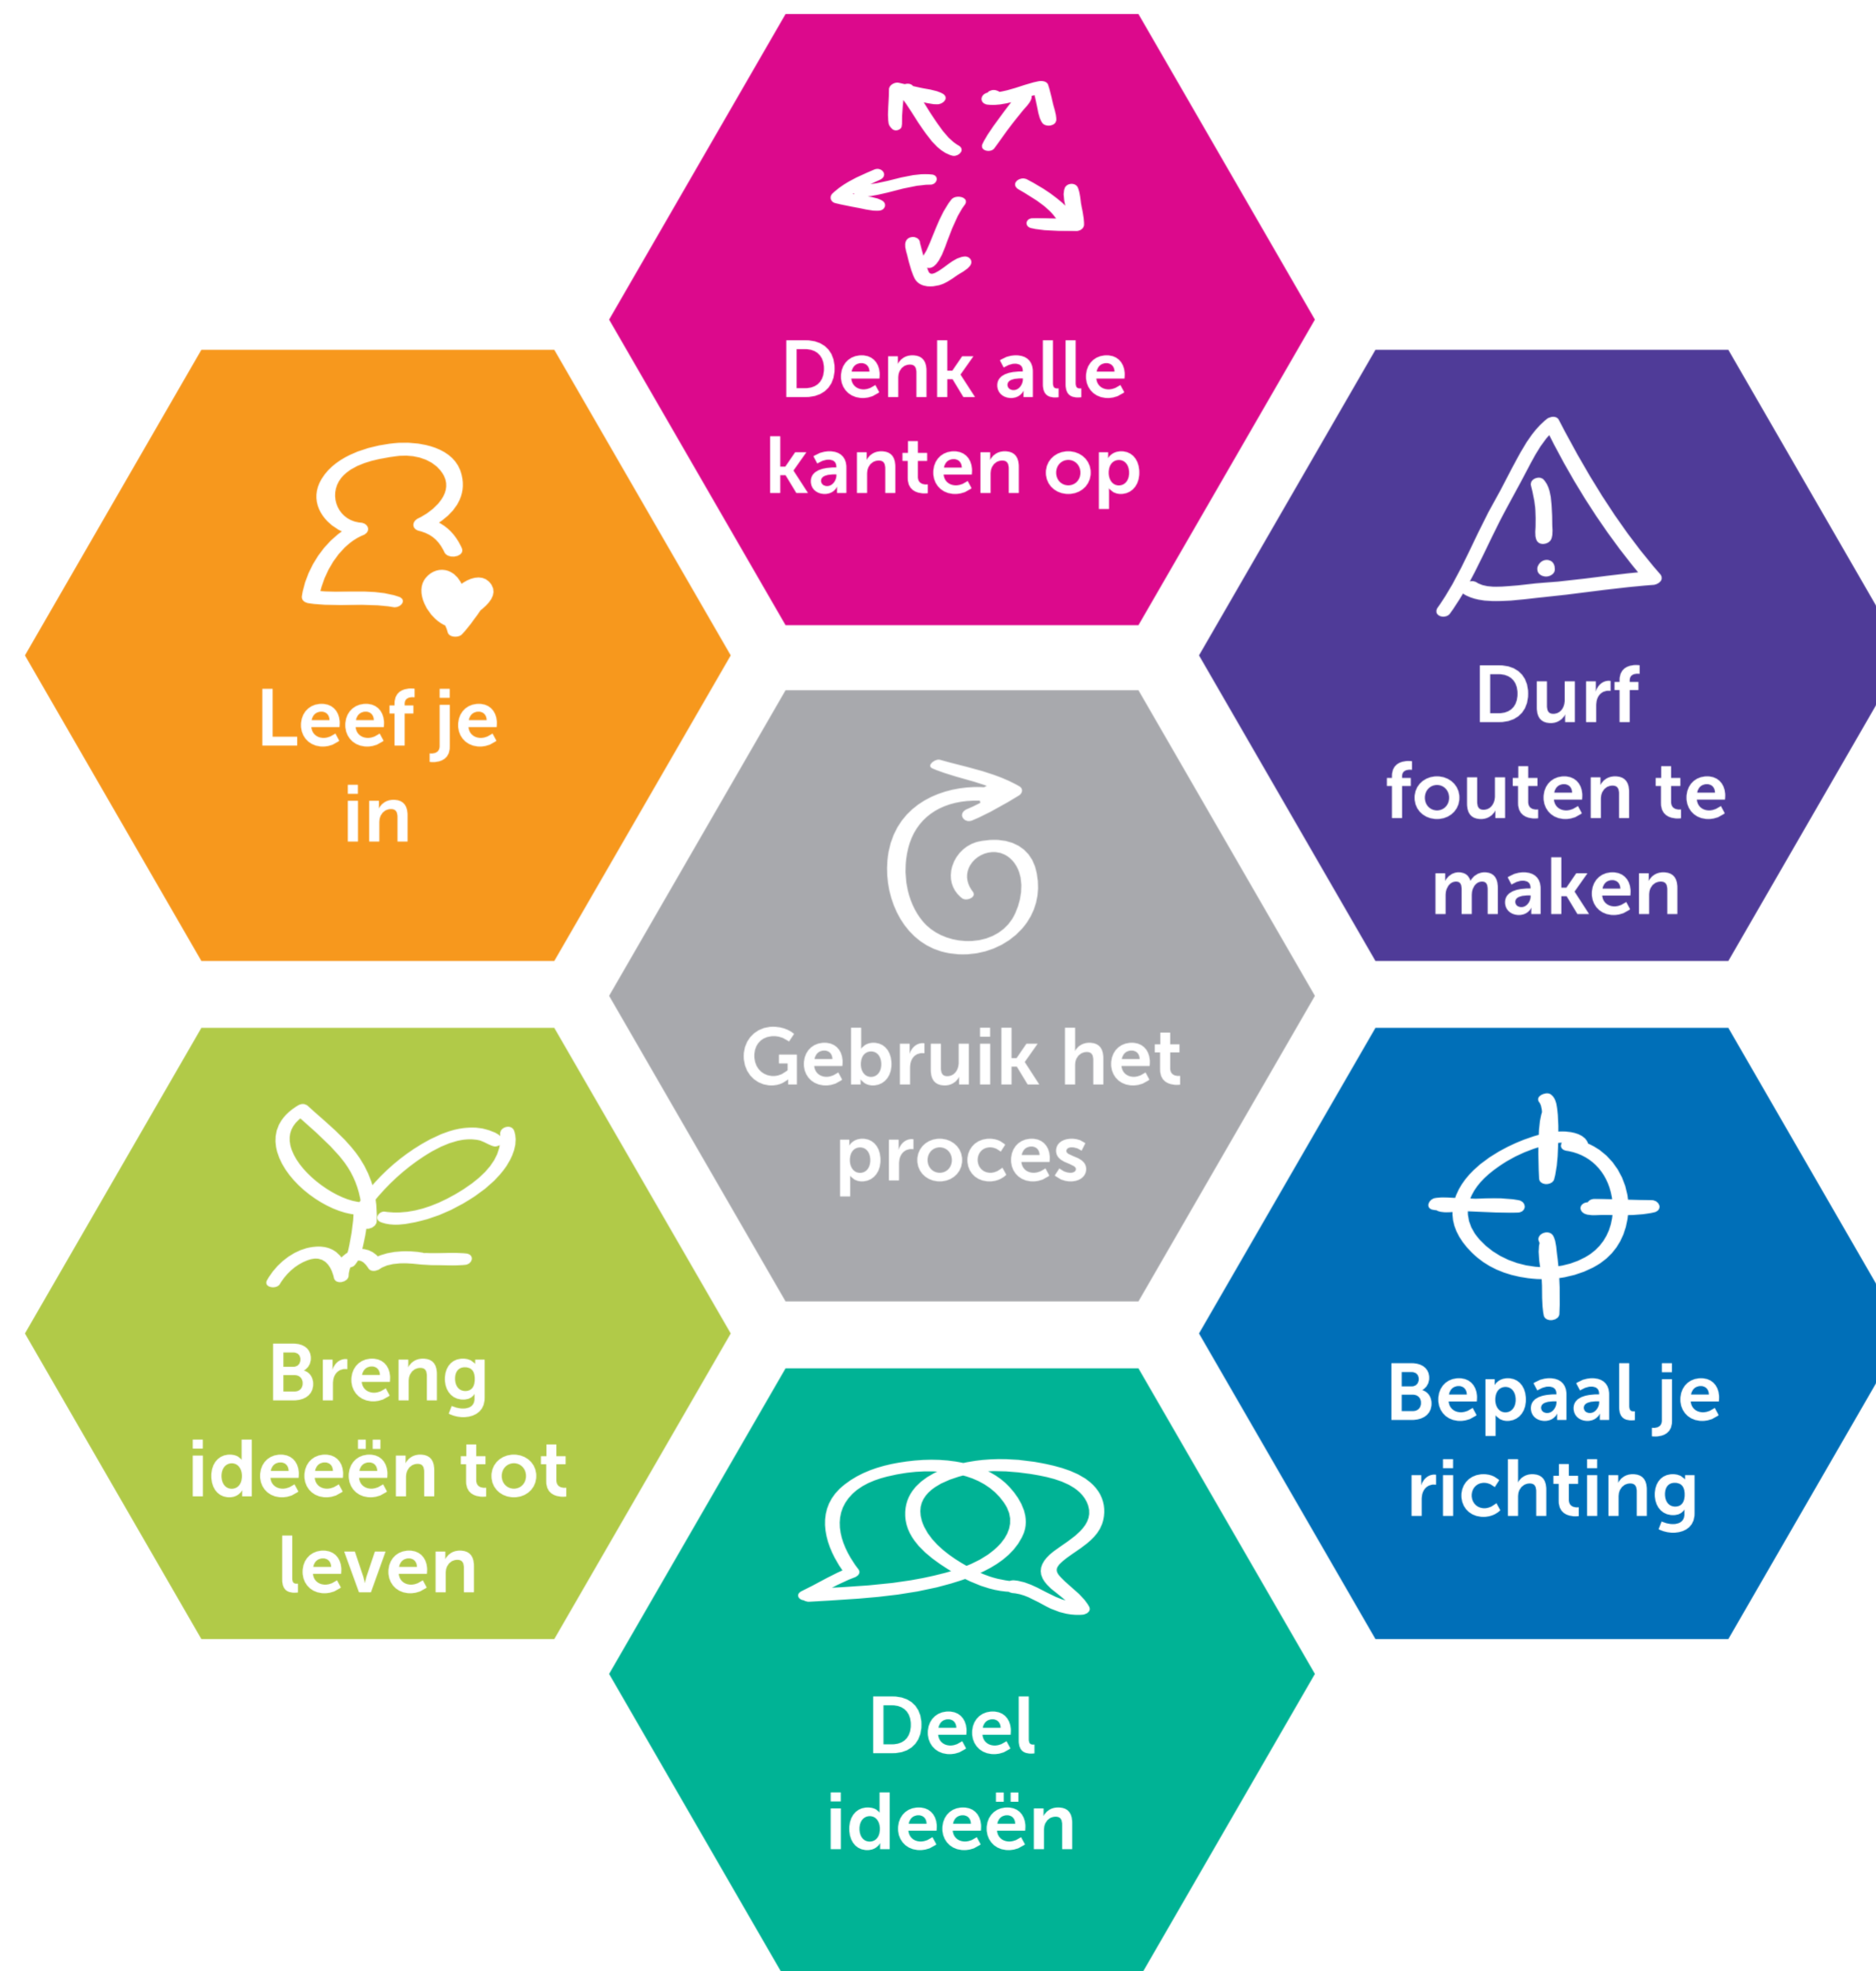 Denk alle
kanten op
Leef je
in
Durf
fouten te
maken
Gebruik het
proces
Breng
ideeën tot
leven
Bepaal je
richting
Deel
ideeën